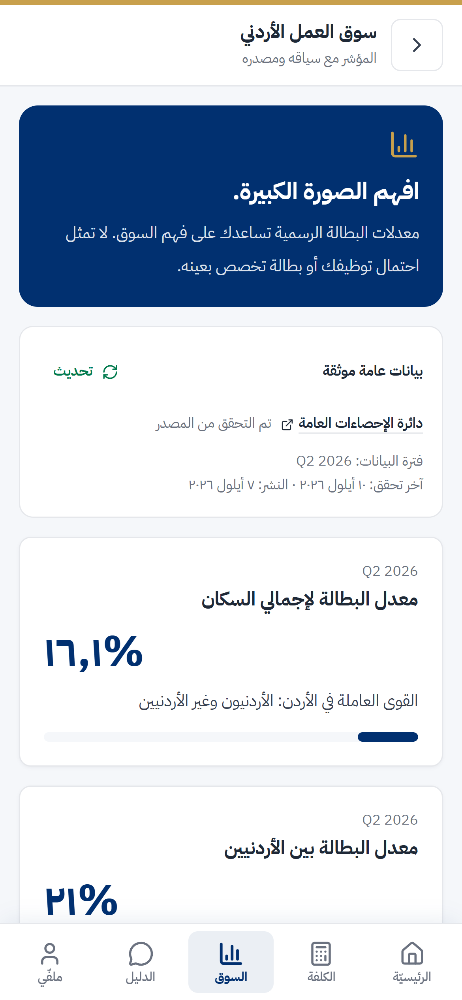 سوق العمل الأردني
المؤشر مع سياقه ومصدره
افهم الصورة الكبيرة.
معدلات البطالة الرسمية تساعدك على فهم السوق. لا تمثل
احتمال توظيفك أو بطالة تخصص بعينه.
بيانات عامة موثقة
تحديث
دائرة الإحصاءات العامة تم التحقق من المصدر
فترة البيانات: Q2 2026
آخر تحقق: ١٠ أيلول ٢٠٢٦ · النشر: ٧ أيلول ٢٠٢٦
Q2 2026
معدل البطالة لإجمالي السكان
١٦,١%
القوى العاملة في الأردن: الأردنيون وغير الأردنيين
Q2 2026
معدل البطالة بين الأردنيين
٢١%
الرئيسيّة
الكلفة
السوق
الدليل
ملفّي